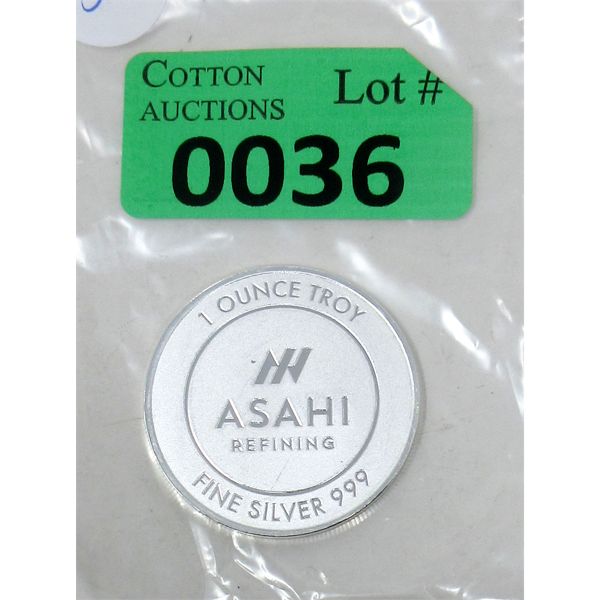 COTTON
AUCTIONS
Lot #
0036
1 OUNCE TROY
ASAHI
REFINING
FINE SILVER 999